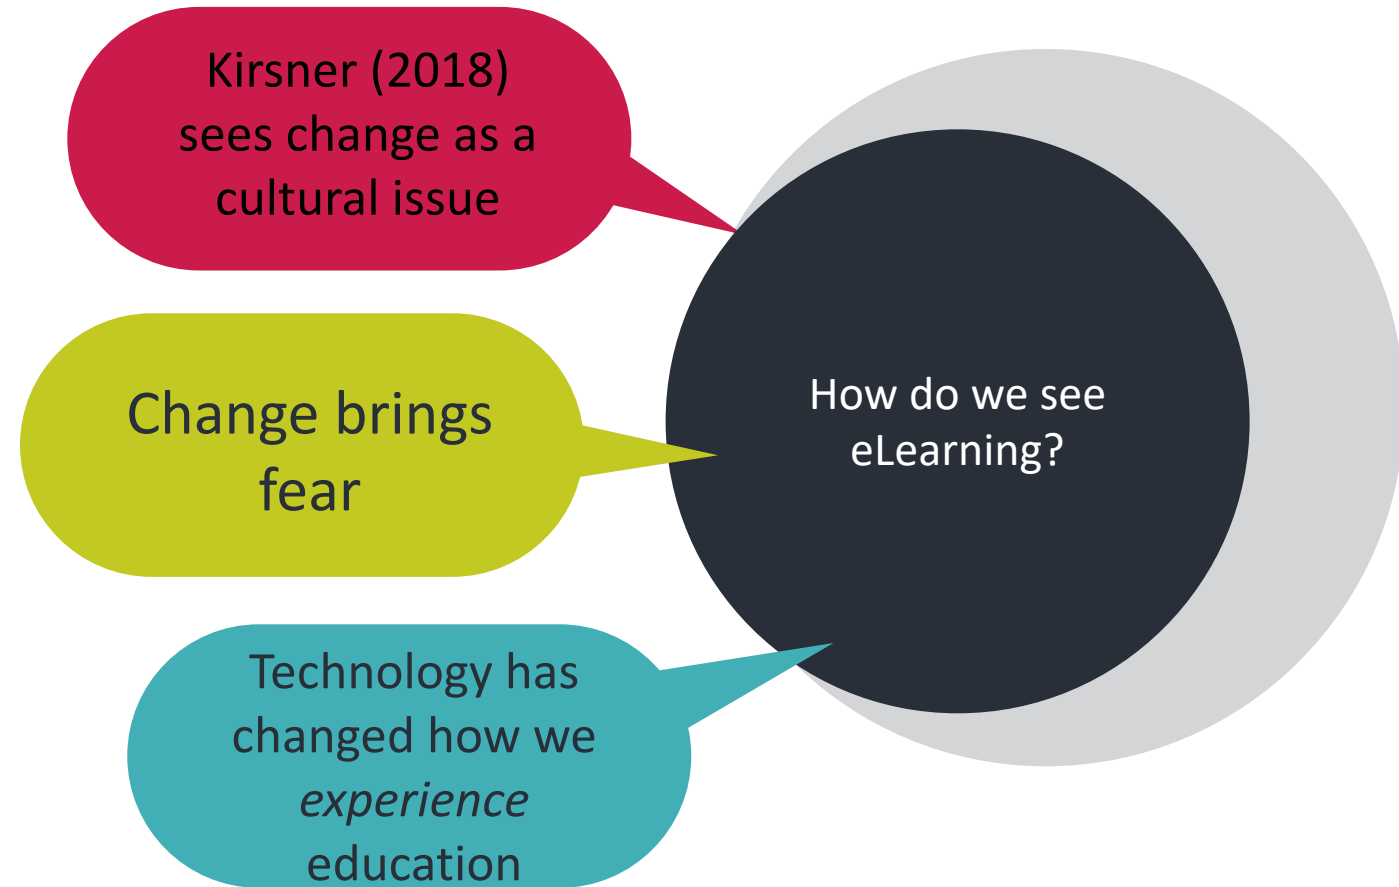 Kirsner (2018)
sees change as a
cultural issue
Change brings
fear
Technology has
changed how we
experience
education
How do we see
eLearning?